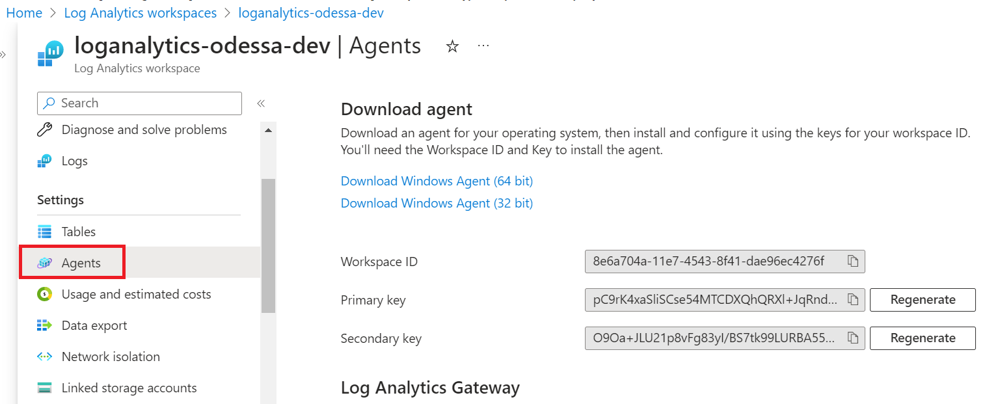 Home > Log Analytics workspaces > loganalytics-odessa-dev
loganalytics-odessa-dev | Agents
Log Analytics workspace
Search
Diagnose and solve problems
Logs
Settings
Tables
Agents
Usage and estimated costs
Data export
Network isolation
Linked storage accounts
Download agent
Download an agent for your operating system, then install and configure it using the keys for your workspace ID.
You'll need the Workspace ID and Key to install the agent.
Download Windows Agent (64 bit)
Download Windows Agent (32 bit)
Workspace ID
8e6a704a-11e7-4543-8f41-dae96ec4276f
Primary key
pC9rK4xaSliSCse54MTCDXQhQRXl+JqRnd...
Regenerate
Secondary key
O9Oa+JLU21p8vFg83yI/BS7tk99LURBA55...
Regenerate
Log Analytics Gateway